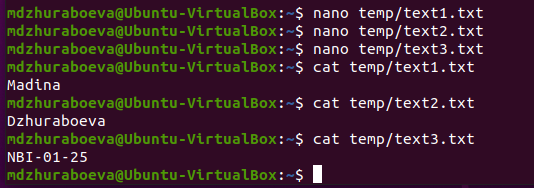 mdzhuraboeva@Ubuntu-VirtualBox:~$ nano temp/text1.txt
mdzhuraboeva@Ubuntu-VirtualBox:~$ nano temp/text2.txt
mdzhuraboeva@Ubuntu-VirtualBox:~$ nano temp/text3.txt
mdzhuraboeva@Ubuntu-VirtualBox:~$ cat temp/text1.txt
Madina
mdzhuraboeva@Ubuntu-VirtualBox:~$ cat temp/text2.txt
Dzhuraboeva
mdzhuraboeva@Ubuntu-VirtualBox:~$ cat temp/text3.txt
NBI-01-25
mdzhuraboeva@Ubuntu-VirtualBox:~$